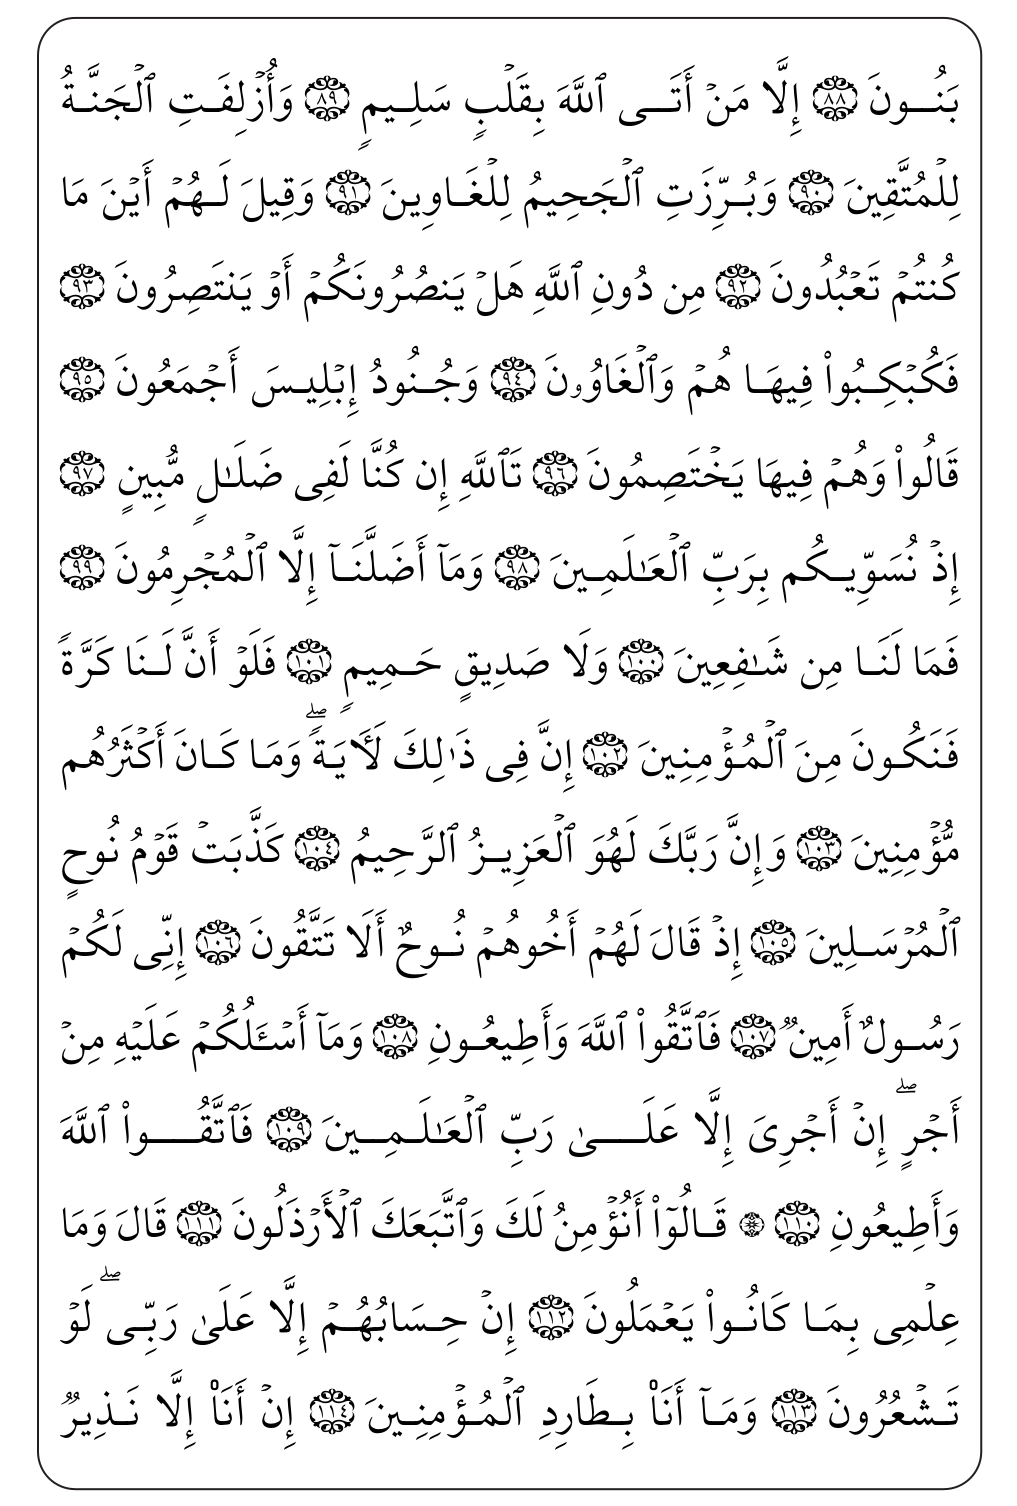 بَنُونَ ۝٨٨ إِلَّا مَنۡ أَتَى ٱللَّهَ بِقَلۡبٖ سَلِيمٖ ۝٨٩ وَأُزۡلِفَتِ ٱلۡجَنَّةُ
لِلۡمُتَّقِينَ ۝٩٠ وَبُرِّزَتِ ٱلۡجَحِيمُ لِلۡغَاوِينَ ۝٩١ وَقِيلَ لَهُمۡ أَيۡنَ مَا
كُنتُمۡ تَعۡبُدُونَ ۝٩٢ مِن دُونِ ٱللَّهِ هَلۡ يَنصُرُونَكُمۡ أَوۡ يَنتَصِرُونَ ۝٩٣
فَكُبۡكِبُواْ فِيهَا هُمۡ وَٱلۡغَاوُۥنَ ۝٩٤ وَجُنُودُ إِبۡلِيسَ أَجۡمَعُونَ ۝٩٥
قَالُواْ وَهُمۡ فِيهَا يَخۡتَصِمُونَ ۝٩٦ تَٱللَّهِ إِن كُنَّا لَفِى ضَلَٰلٖ مُّبِينٍ ۝٩٧
إِذۡ نُسَوِّيكُم بِرَبِّ ٱلۡعَٰلَمِينَ ۝٩٨ وَمَآ أَضَلَّنَآ إِلَّا ٱلۡمُجۡرِمُونَ ۝٩٩
فَمَا لَنَا مِن شَٰفِعِينَ ۝١٠٠ وَلَا صَدِيقٍ حَمِيمٖ ۝١٠١ فَلَوۡ أَنَّ لَنَا كَرَّةٗ
فَنَكُونَ مِنَ ٱلۡمُؤۡمِنِينَ ۝١٠٢ إِنَّ فِى ذَٰلِكَ لَأٓيَةٗۖ وَمَا كَانَ أَكۡثَرُهُم
مُّؤۡمِنِينَ ۝١٠٣ وَإِنَّ رَبَّكَ لَهُوَ ٱلۡعَزِيزُ ٱلرَّحِيمُ ۝١٠٤ كَذَّبَتۡ قَوۡمُ نُوحٍ
ٱلۡمُرۡسَلِينَ ۝١٠٥ إِذۡ قَالَ لَهُمۡ أَخُوهُمۡ نُوحٌ أَلَا تَتَّقُونَ ۝١٠٦ إِنِّى لَكُمۡ
رَسُولٌ أَمِينٞ ۝١٠٧ فَٱتَّقُواْ ٱللَّهَ وَأَطِيعُونِ ۝١٠٨ وَمَآ أَسۡـَٔلُكُمۡ عَلَيۡهِ مِنۡ
أَجۡرٍۖ إِنۡ أَجۡرِىَ إِلَّا عَلَىٰ رَبِّ ٱلۡعَٰلَمِينَ ۝١٠٩ فَٱتَّقُواْ ٱللَّهَ
وَأَطِيعُونِ ۝١١٠ ۞ قَالُوٓاْ أَنُؤۡمِنُ لَكَ وَٱتَّبَعَكَ ٱلۡأَرۡذَلُونَ ۝١١١ قَالَ وَمَا
عِلۡمِى بِمَا كَانُواْ يَعۡمَلُونَ ۝١١٢ إِنۡ حِسَابُهُمۡ إِلَّا عَلَىٰ رَبِّىۖ لَوۡ
تَشۡعُرُونَ ۝١١٣ وَمَآ أَنَا۠ بِطَارِدِ ٱلۡمُؤۡمِنِينَ ۝١١٤ إِنۡ أَنَا۠ إِلَّا نَذِيرٞ